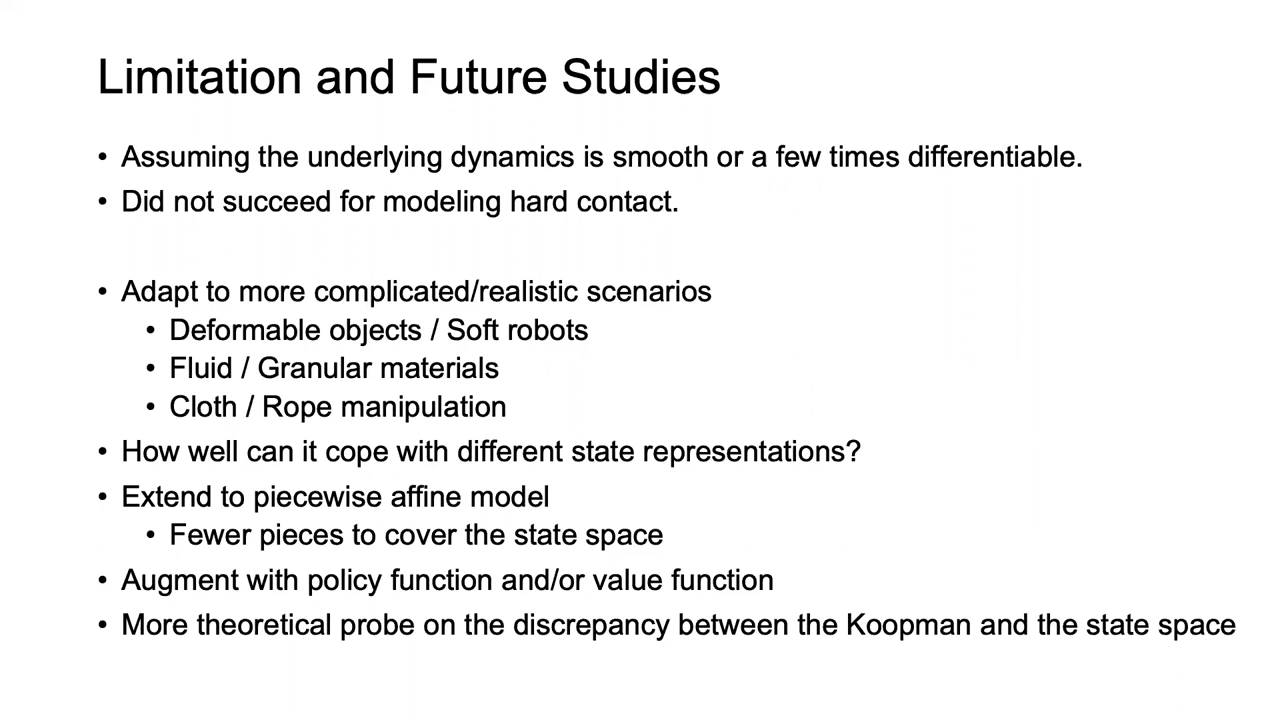 Limitation and Future Studies
• Assuming the underlying dynamics is smooth or a few times differentiable.
• Did not succeed for modeling hard contact.
• Adapt to more complicated/realistic scenarios
• Deformable objects / Soft robots
• Fluid / Granular materials
• Cloth / Rope manipulation
• How well can it cope with different state representations?
• Extend to piecewise affine model
• Fewer pieces to cover the state space
• Augment with policy function and/or value function
• More theoretical probe on the discrepancy between the Koopman and the state space